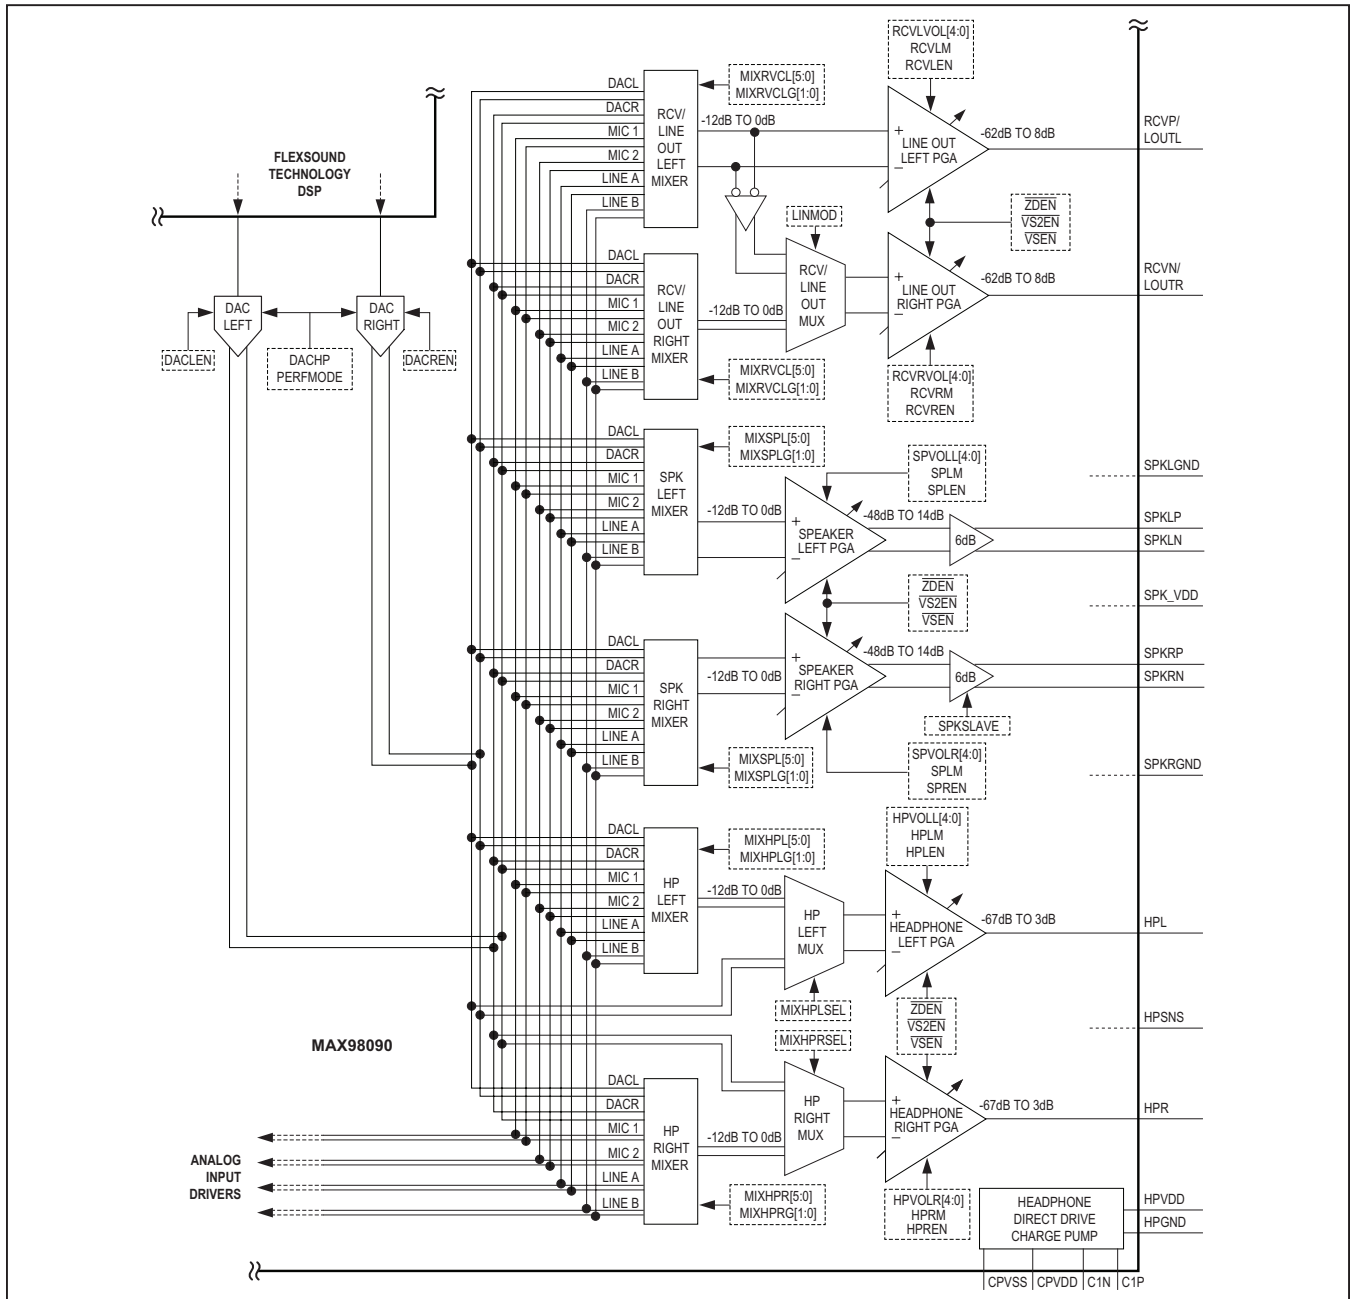 RCVLVOL[4:0]
RCVLM
RCVLEN
DACL
DACR
MIC 1
MIC 2
LINE A
LINE B
RCV/
LINE
OUT
LEFT
MIXER
MIXRVCL[5:0]
MIXRVCLG[1:0]
-12dB TO 0dB
+
LINE OUT
LEFT PGA
–
-62dB TO 8dB
RCVP/
LOUTL
FLEXSOUND
TECHNOLOGY
DSP
LINMOD
ZDEN
VS2EN
VSEN
DACL
DACR
MIC 1
MIC 2
LINE A
LINE B
RCV/
LINE
OUT
RIGHT
MIXER
-12dB TO 0dB
RCV/
LINE
OUT
MUX
+
LINE OUT
RIGHT PGA
–
-62dB TO 8dB
RCVN/
LOUTR
DAC
LEFT
DAC
RIGHT
DACLEN
DACHP
PERFMODE
DACREN
MIXRVCL[5:0]
MIXRVCLG[1:0]
RCVRVOL[4:0]
RCVRM
RCVREN
DACL
DACR
MIC 1
MIC 2
LINE A
LINE B
SPK
LEFT
MIXER
MIXSPL[5:0]
MIXSPLG[1:0]
-12dB TO 0dB
SPVOLL[4:0]
SPLM
SPLEN
+
SPEAKER
LEFT PGA
–
-48dB TO 14dB
6dB
SPKLGND
SPKLP
SPKLN
ZDEN
VS2EN
VSEN
SPK_VDD
DACL
DACR
MIC 1
MIC 2
LINE A
LINE B
SPK
RIGHT
MIXER
-12dB TO 0dB
+
SPEAKER
RIGHT PGA
–
-48dB TO 14dB
6dB
SPKRP
SPKRN
SPKSLAVE
MIXSPL[5:0]
MIXSPLG[1:0]
SPVOLR[4:0]
SPLM
SPREN
SPKRGND
DACL
DACR
MIC 1
MIC 2
LINE A
LINE B
HP
LEFT
MIXER
MIXHPL[5:0]
MIXHPLG[1:0]
-12dB TO 0dB
HP
LEFT
MUX
HPVOLL[4:0]
HPLM
HPLEN
+
HEADPHONE
LEFT PGA
–
-67dB TO 3dB
HPL
MIXHPLSEL
ZDEN
VS2EN
VSEN
HPSNS
MAX98090
MIXHPRSEL
DACL
DACR
MIC 1
MIC 2
LINE A
LINE B
HP
RIGHT
MIXER
-12dB TO 0dB
HP
RIGHT
MUX
+
HEADPHONE
RIGHT PGA
–
-67dB TO 3dB
HPR
ANALOG
INPUT
DRIVERS
MIXHPR[5:0]
MIXHPRG[1:0]
HPVOLR[4:0]
HPRM
HPREN
HEADPHONE
DIRECT DRIVE
CHARGE PUMP
HPVDD
HPGND
CPVSS
CPVDD
C1N
C1P